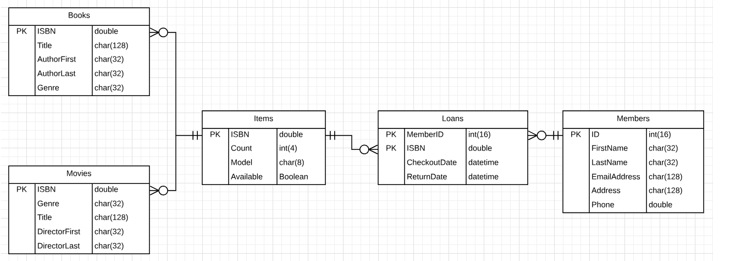 Books
PK ISBN double
Title char(128)
AuthorFirst char(32)
AuthorLast char(32)
Genre char(32)
Movies
PK ISBN double
Genre char(32)
Title char(128)
DirectorFirst char(32)
DirectorLast char(32)
Items
PK ISBN double
Count int(4)
Model char(8)
Available Boolean
Loans
PK MemberID int(16)
PK ISBN double
CheckoutDate datetime
ReturnDate datetime
Members
PK ID int(16)
FirstName char(32)
LastName char(32)
EmailAddress char(128)
Address char(128)
Phone double